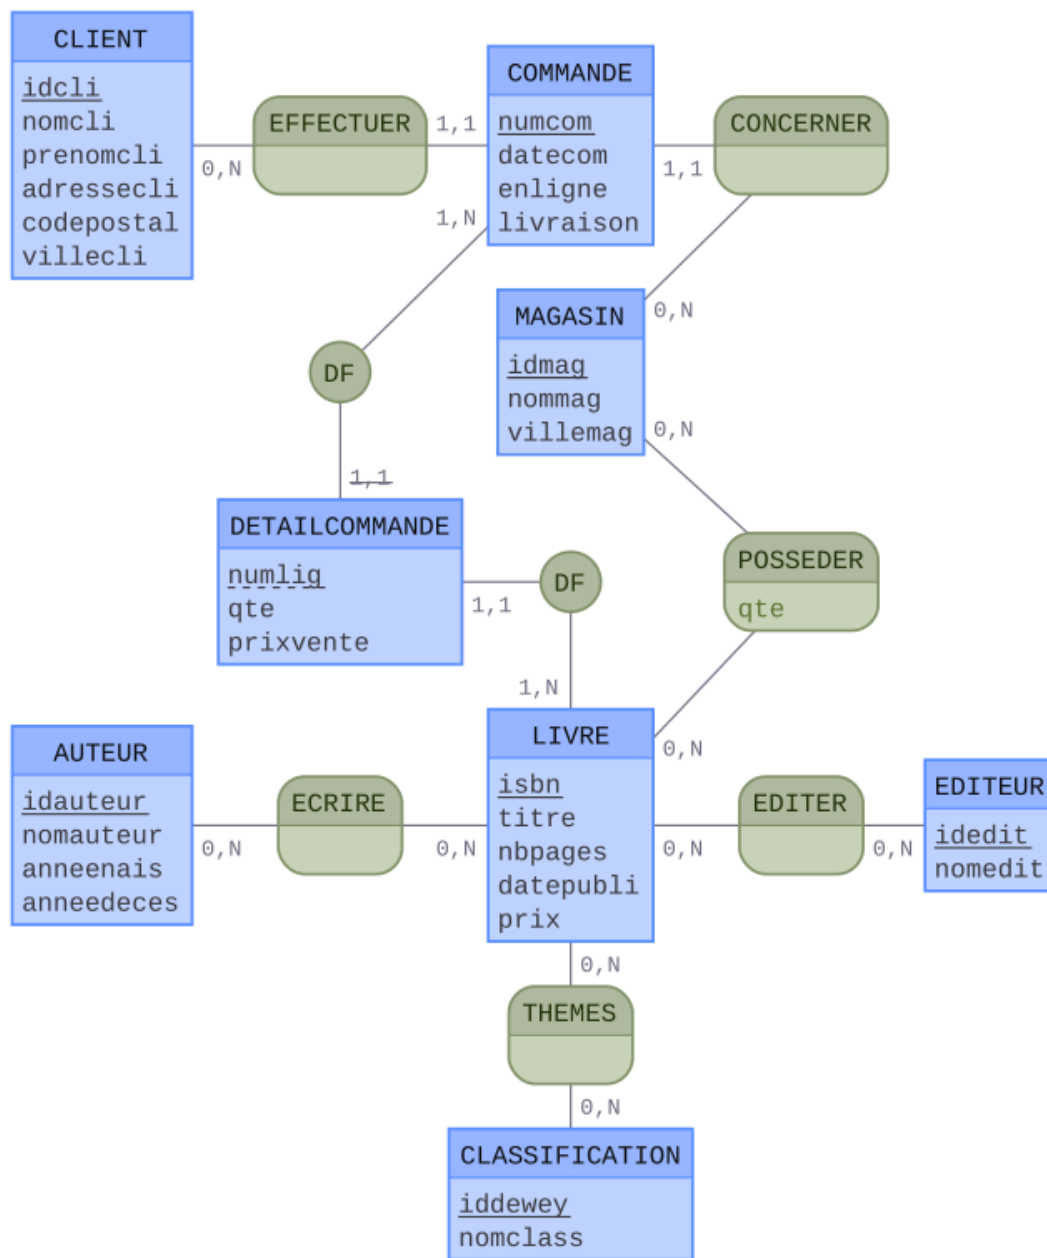 CLIENT
idcli
nomcli
prenomcli
adressecli
codepostal
villecli
EFFECTUER
0,N
1,1
COMMANDE
numcom
datecom
enligne
livraison
1,N
1,1
CONCERNER
0,N
MAGASIN
idmag
nommag
villemag
0,N
DF
1,1
DETAILCOMMANDE
numlig
qte
prixvente
1,1
DF
1,N
POSSEDER
qte
0,N
AUTEUR
idauteur
nomauteur
anneenais
anneedeces
0,N
ECRIRE
0,N
LIVRE
isbn
titre
nbpages
datepubli
prix
0,N
EDITER
0,N
EDITEUR
idedit
nomedit
0,N
THEMES
0,N
CLASSIFICATION
iddewey
nomclass